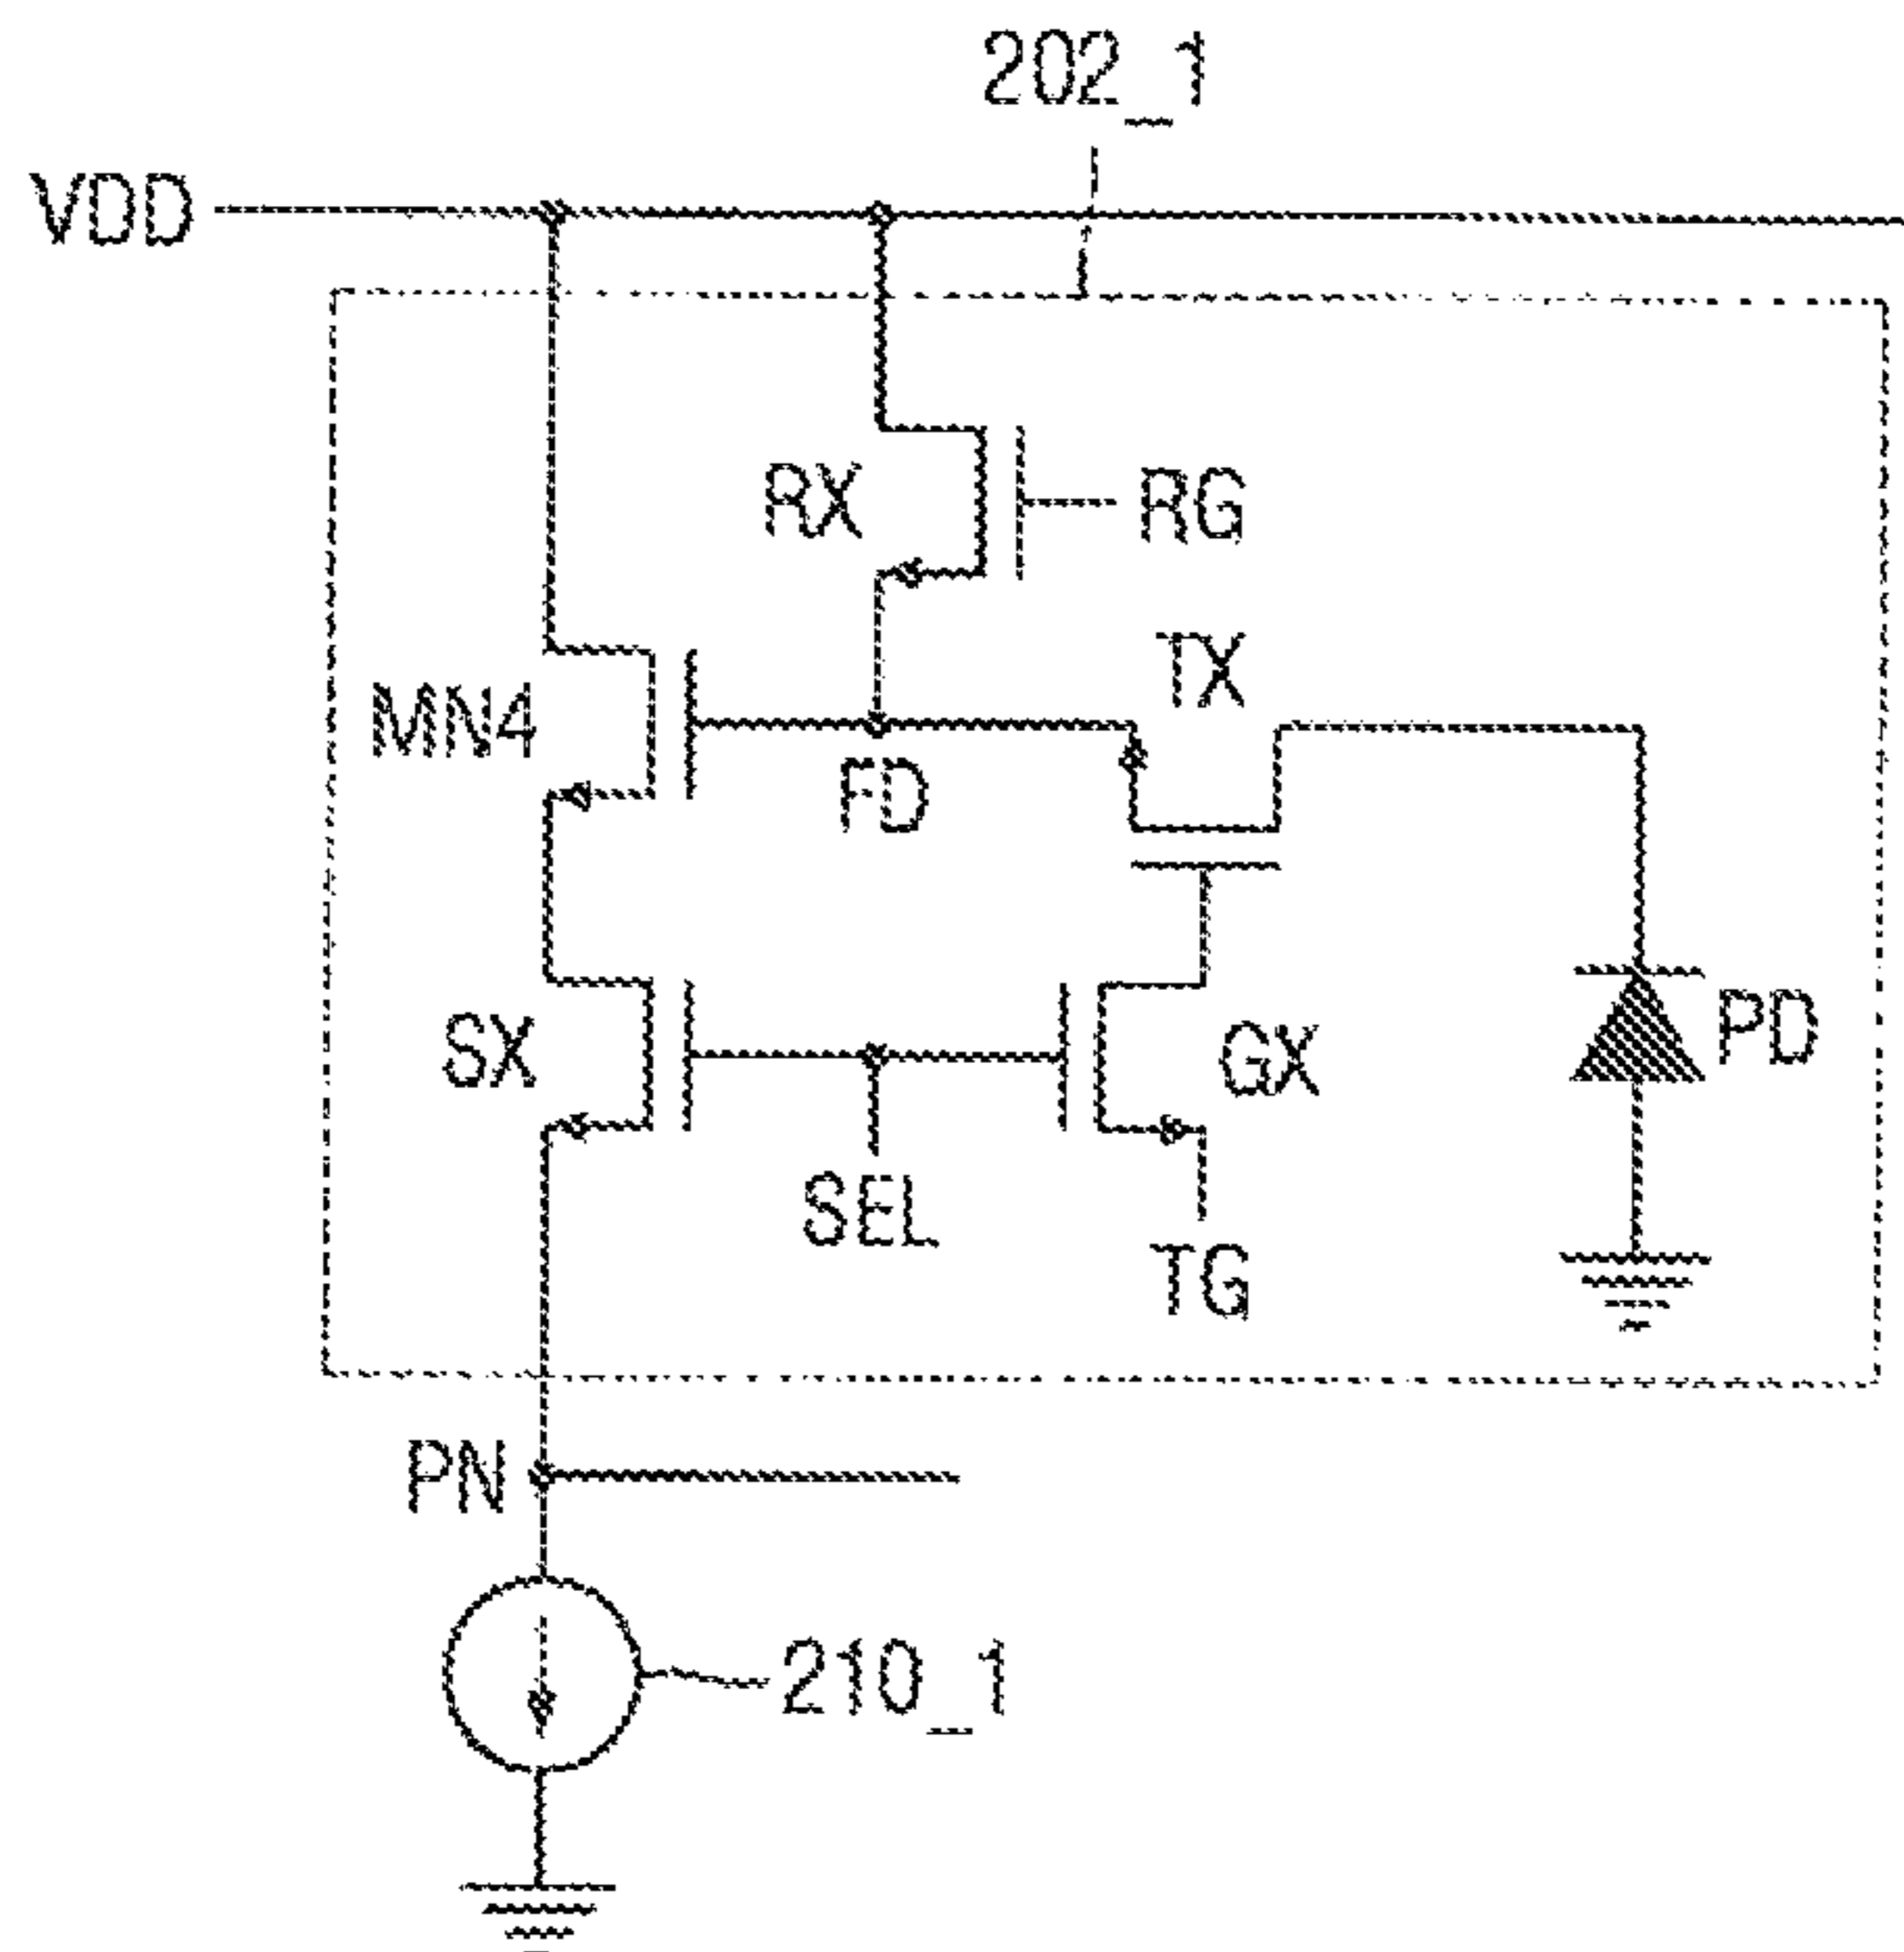 202_1
VDD
RX
RG
TX
MN4
FD
SX
GX
PD
SEL
TG
PN
210_1